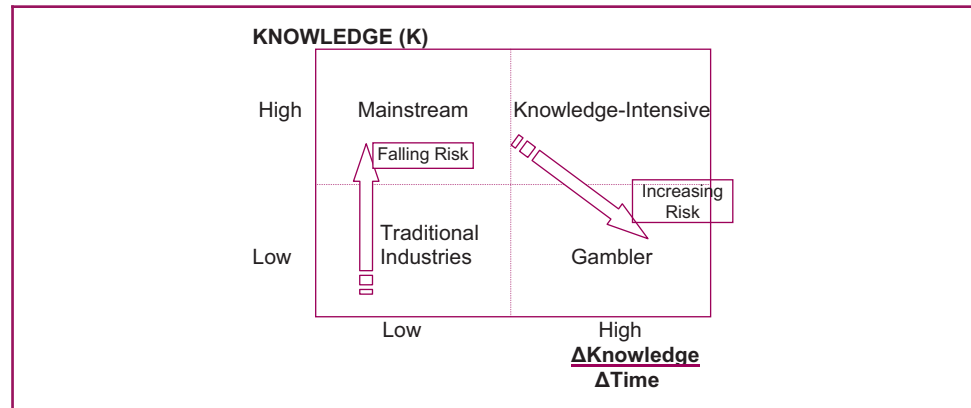 KNOWLEDGE (K)
High
Mainstream
Knowledge-Intensive
Falling Risk
Increasing
Risk
Low
Traditional
Industries
Gambler
Low
High
ΔKnowledge
ΔTime